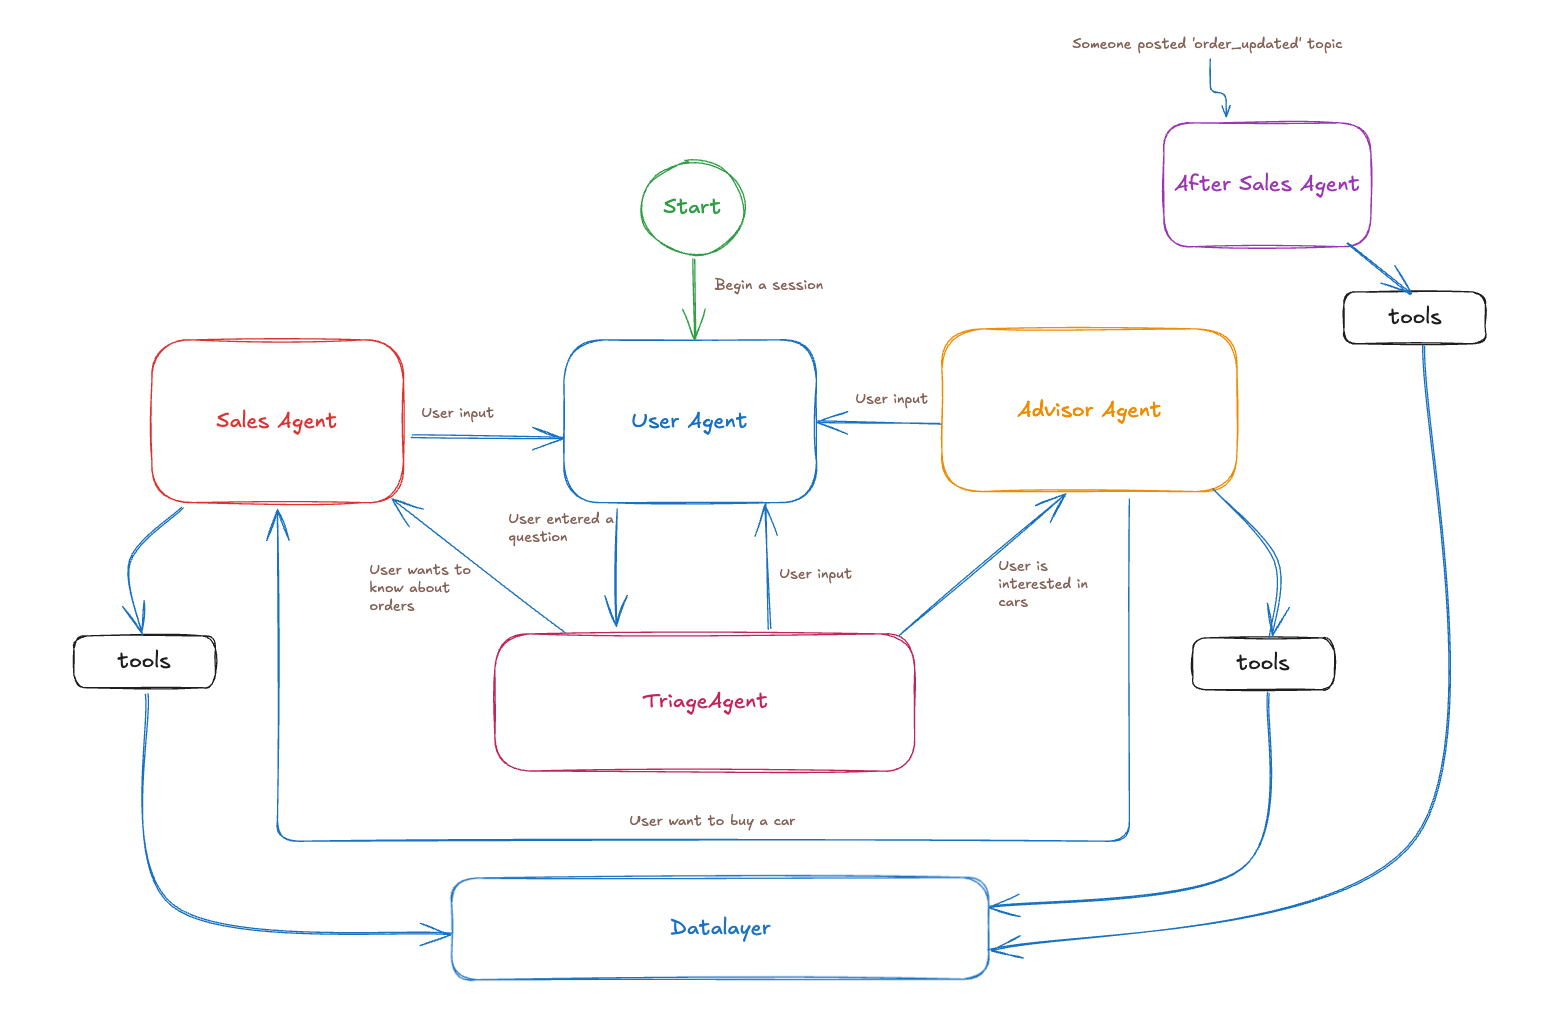 Someone posted 'order_updated' topic
After Sales Agent
Start
Begin a session
tools
Sales Agent
User input
User Agent
User input
Advisor Agent
User entered a
question
User wants to
know about
orders
User input
User is
interested in
cars
tools
TriageAgent
tools
User want to buy a car
Datalayer